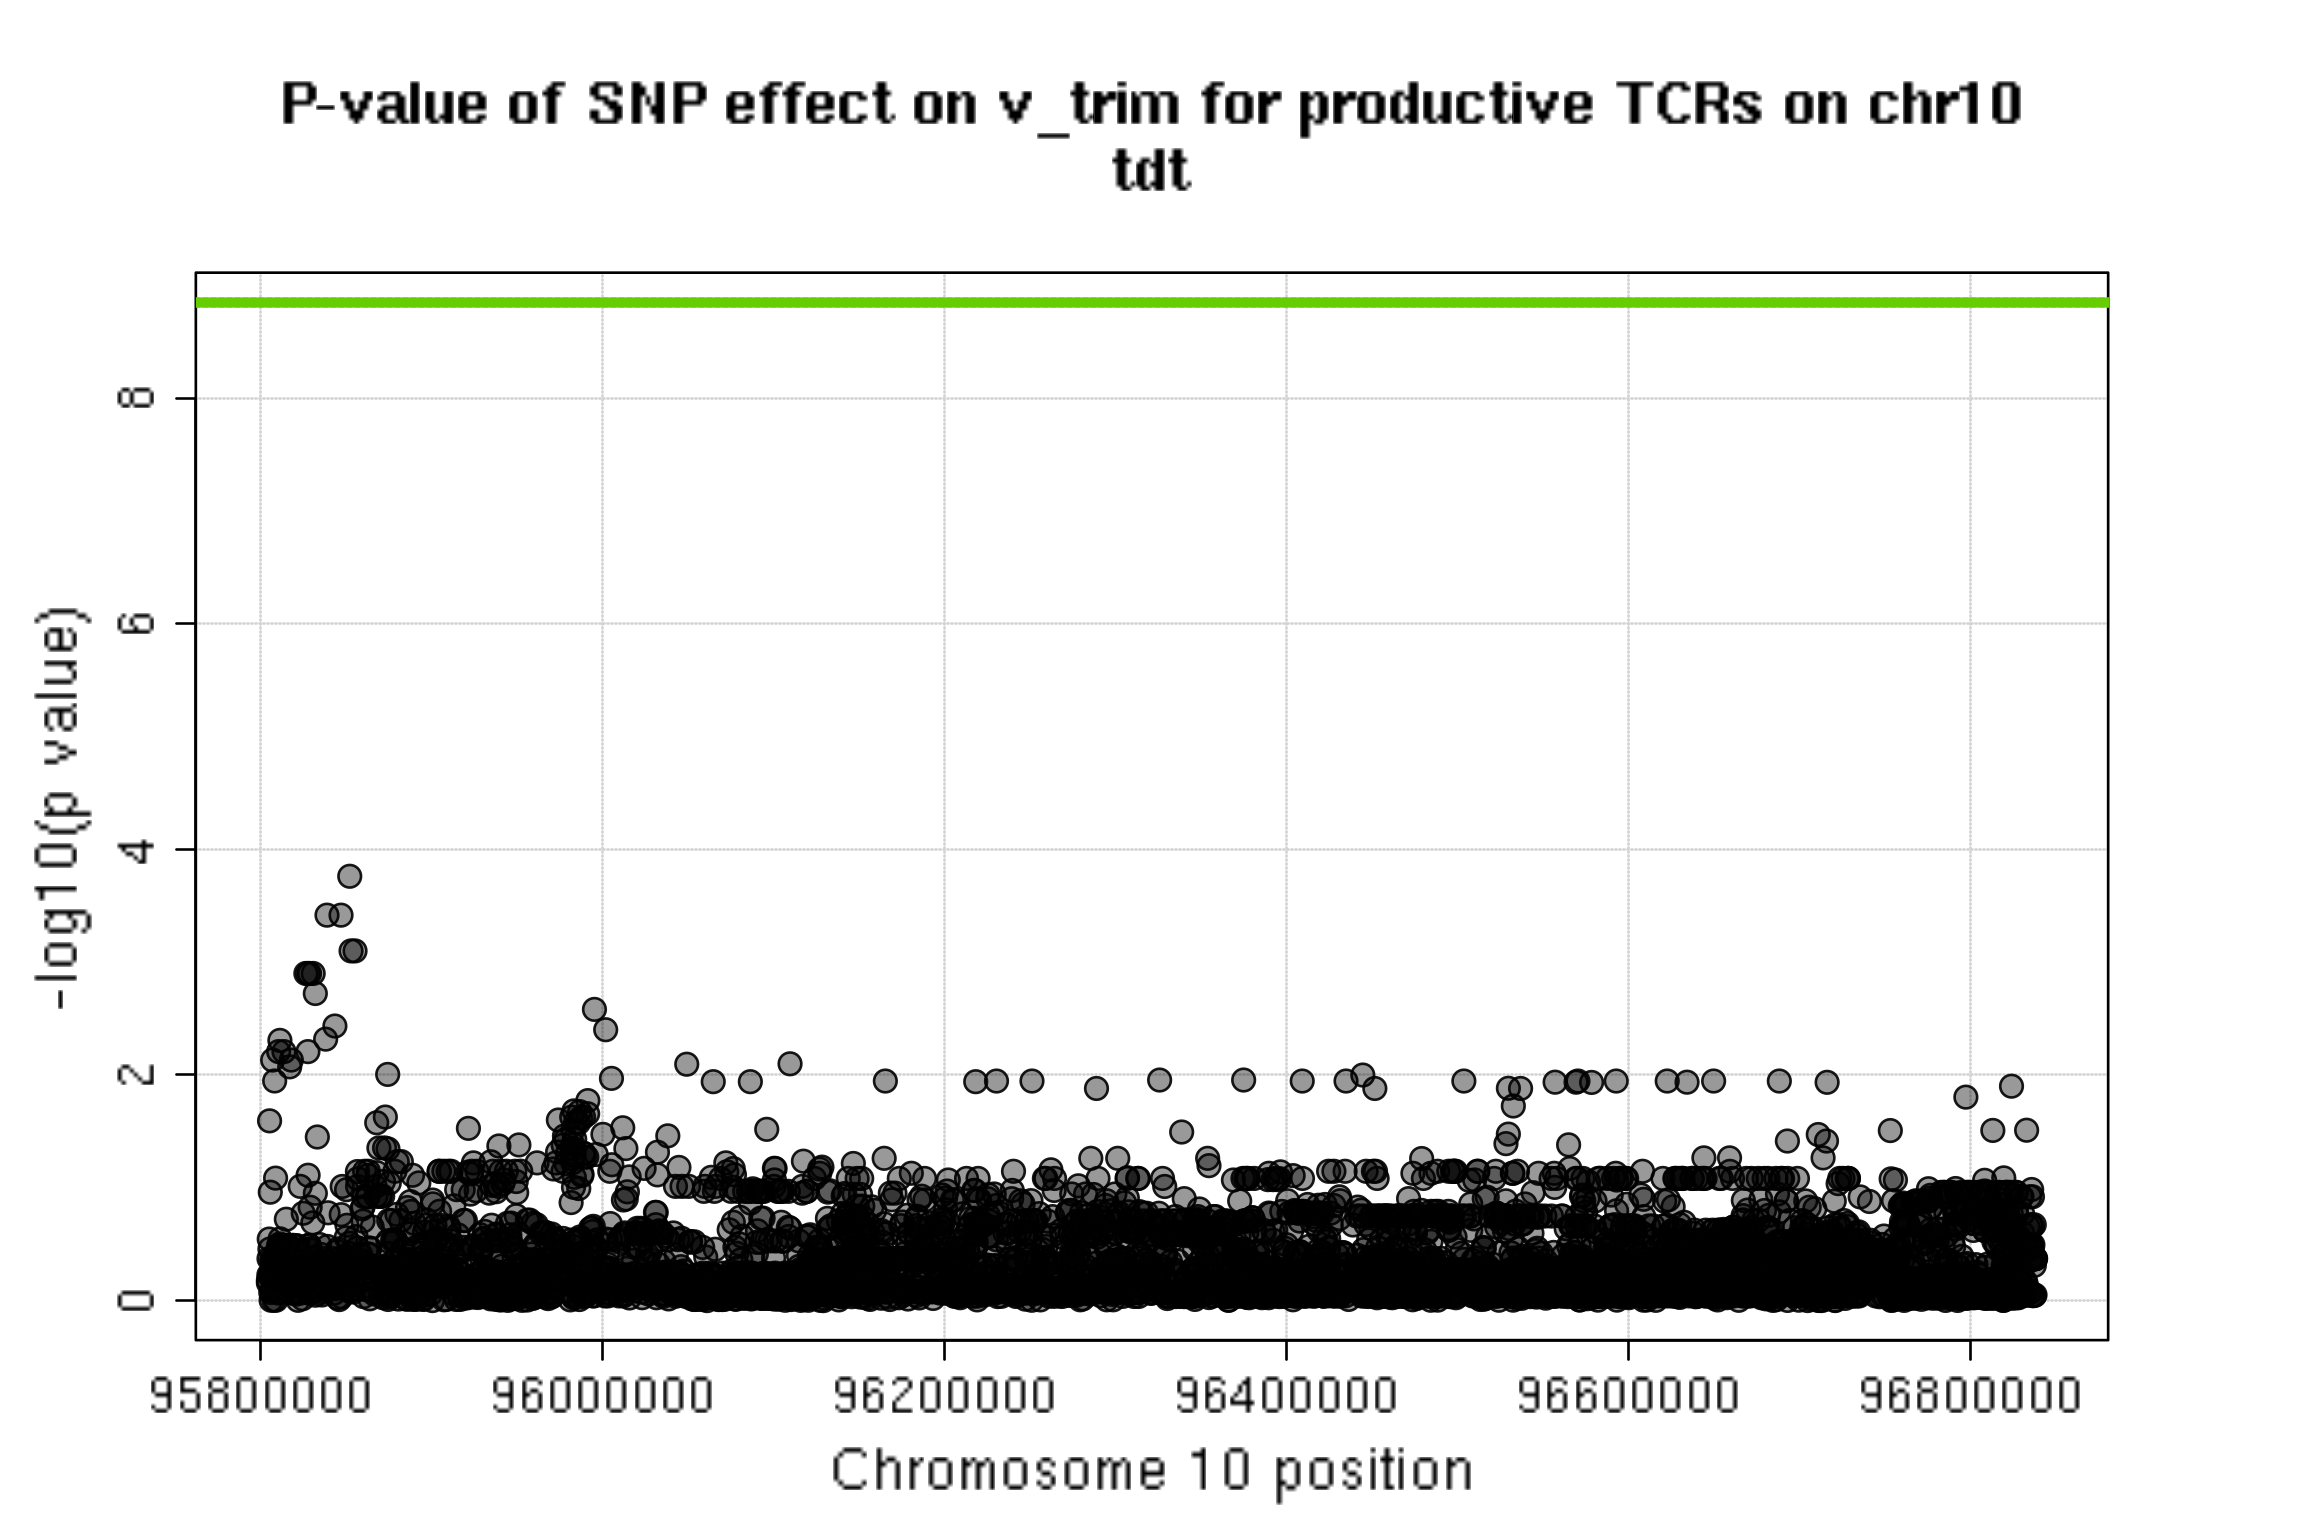 P-value of SNP effect on v_trim for productive TCRs on chr10
tdt
-log10(p value)
8
6
4
2
0
95800000 96000000 96200000 96400000 96600000 96800000
Chromosome 10 position